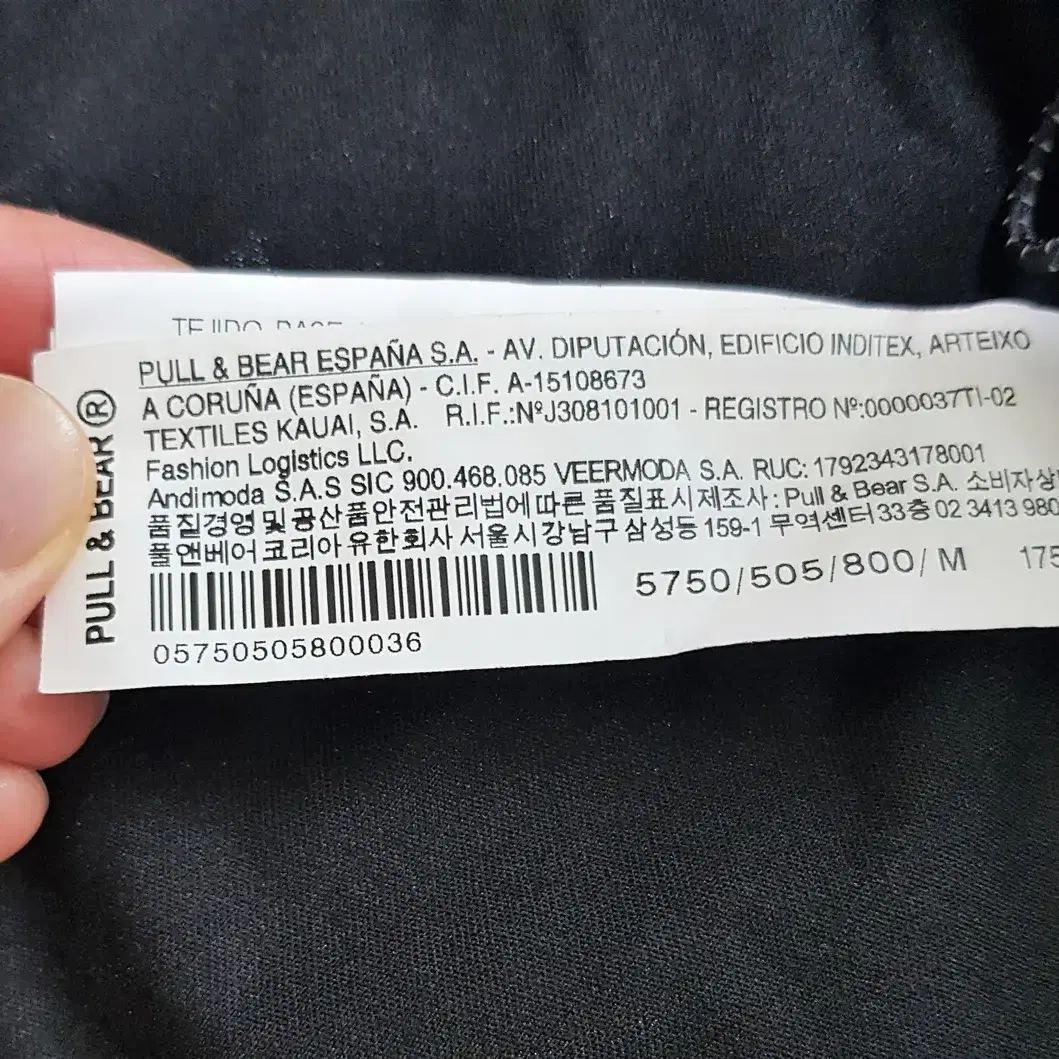 TEJIDO BASE
PULL & BEAR ESPAÑA S.A. - AV. DIPUTACIÓN, EDIFICIO INDITEX, ARTEIXO
A CORUÑA (ESPAÑA) - C.I.F. A-15108673
TEXTILES KAUAI, S.A. R.I.F.:NºJ308101001 - REGISTRO Nº:0000037TI-02
Fashion Logistics LLC.
Andimoda S.A.S SIC 900.468.085 VEERMODA S.A. RUC: 1792343178001
품질경영및공산품안전관리법에따른 품질표시제조사: Pull & Bear S.A. 소비자상
풀앤베어코리아유한회사 서울시강남구삼성등 159-1 무역센터33층 02 3413 980
5750/505/800/M 175
05750505800036
PULL & BEAR®